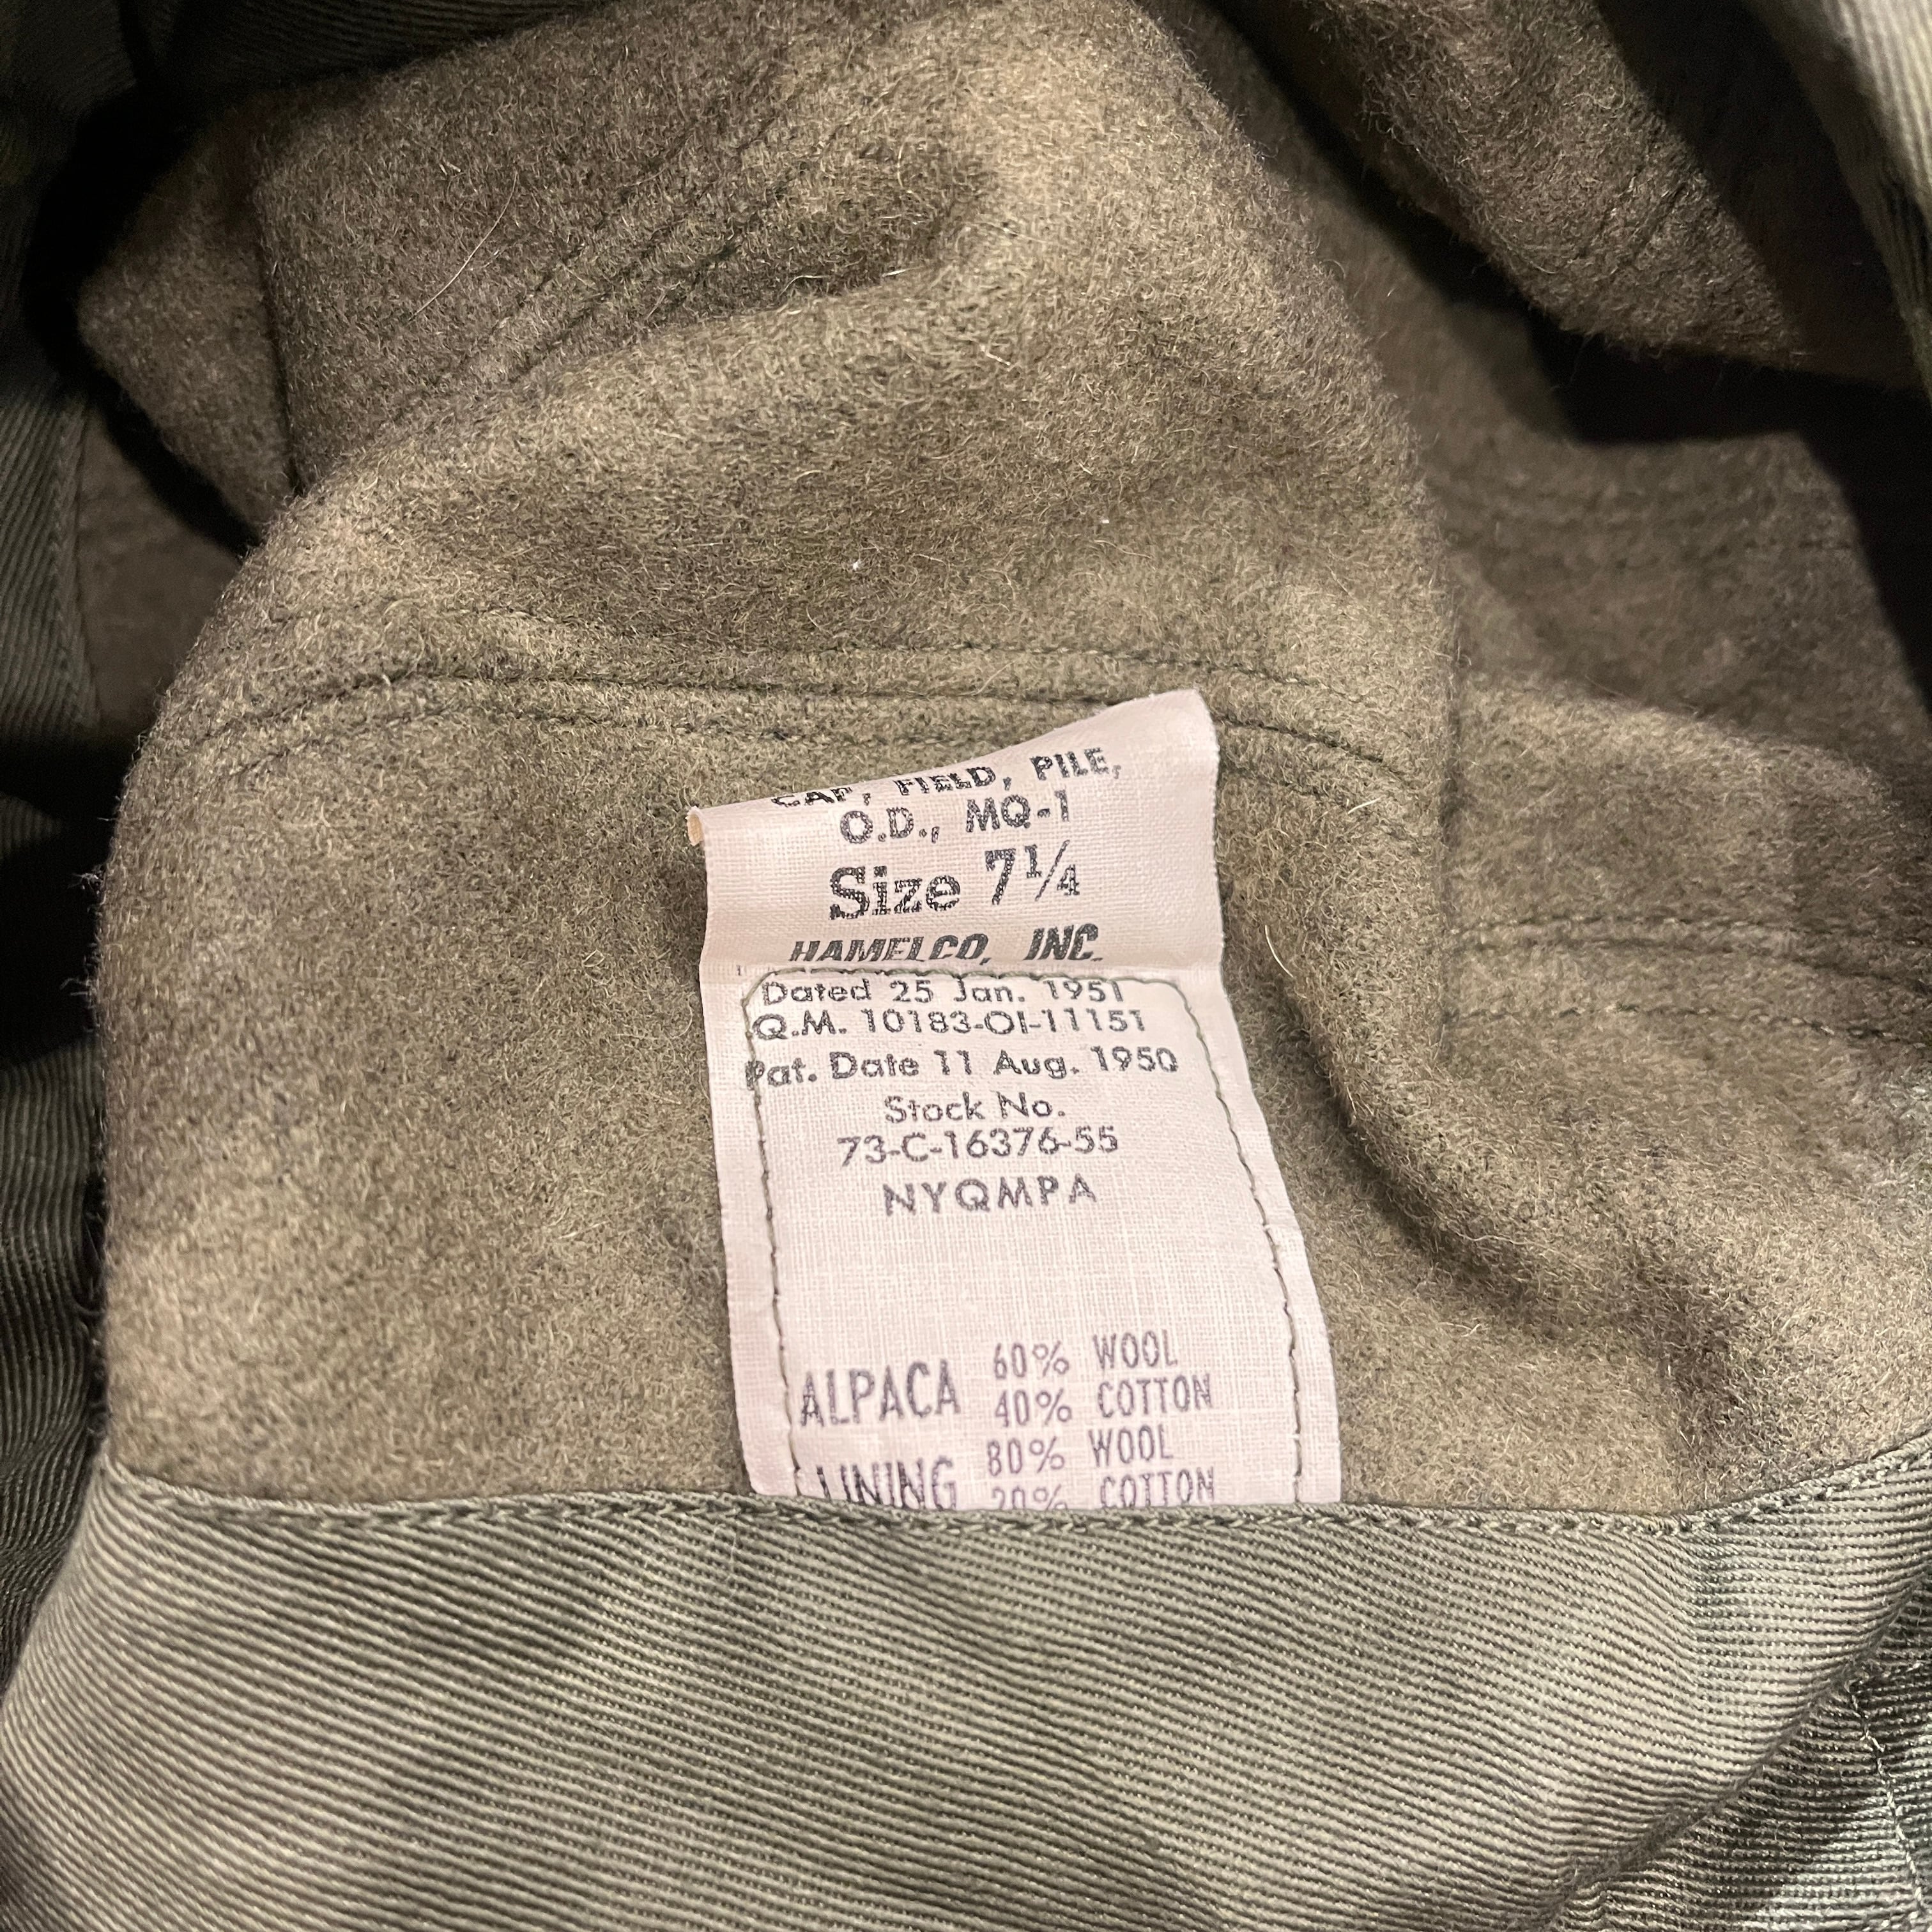 CAP, FIELD, PILE,
O.D., MQ-1
Size 7¼
HAMELCO, INC.
Dated 25 Jan. 1951
Q.M. 10183-OI-11151
Pat. Date 11 Aug. 1950
Stock No.
73-C-16376-55
NYQMPA
ALPACA 60% WOOL
40% COTTON
LINING 80% WOOL
20% COTTON